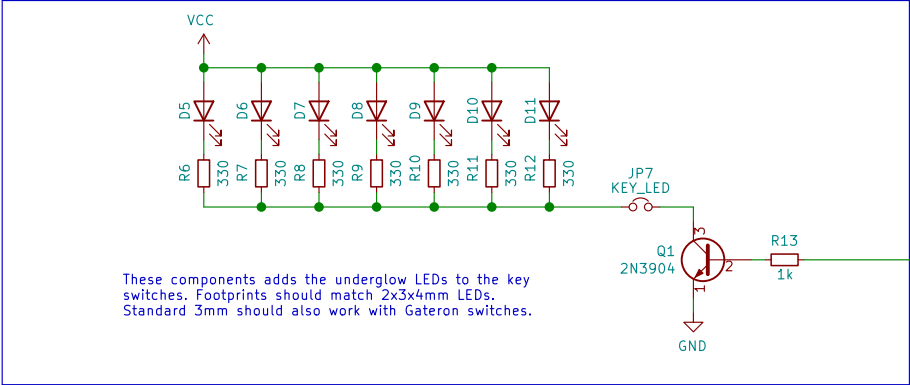 VCC
D5
D6
D7
D8
D9
D10
D11
R6
330
R7
330
R8
330
R9
330
R10
330
R11
330
R12
330
JP7
KEY_LED
Q1
2N3904
3
2
1
R13
1k
GND
These components adds the underglow LEDs to the key
switches. Footprints should match 2x3x4mm LEDs.
Standard 3mm should also work with Gateron switches.